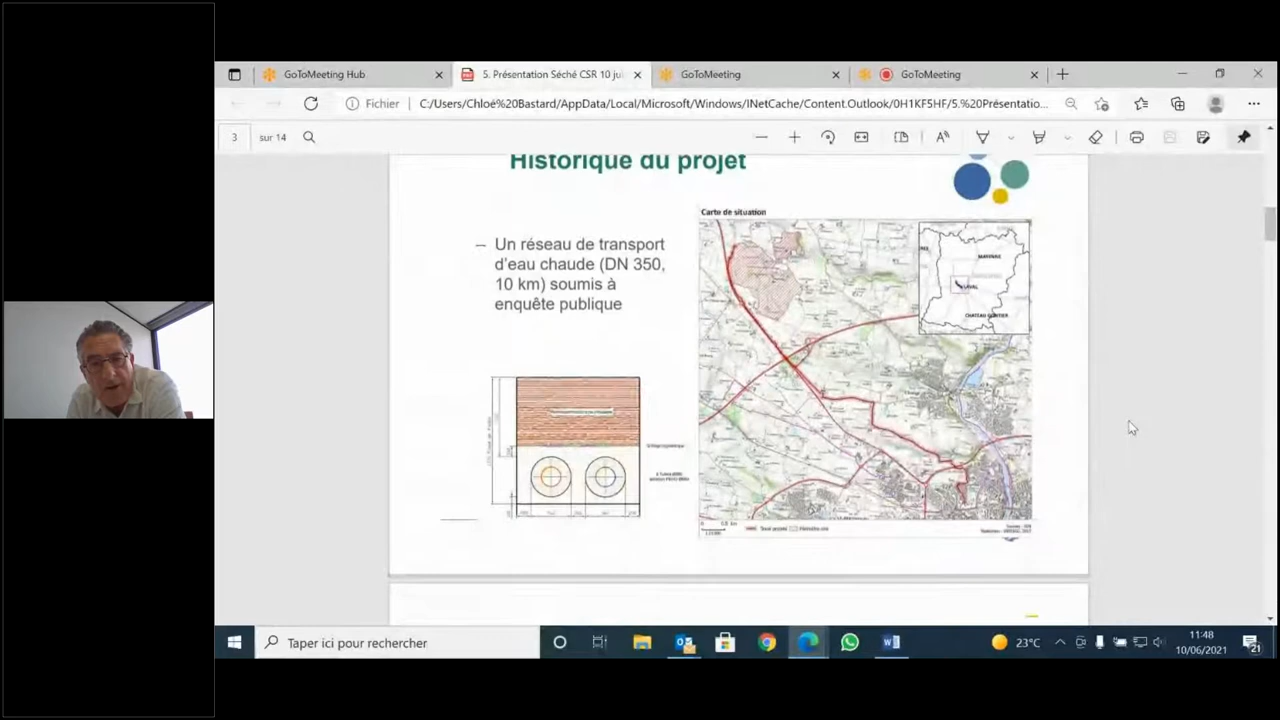 GoToMeeting Hub
5. Présentation Séché CSR 10 jui
GoToMeeting
GoToMeeting
Fichier
C:/Users/Chloé%20Bastard/AppData/Local/Microsoft/Windows/INetCache/Content.Outlook/0H1KF5HF/5.%20Présentatio...
3 sur 14
Historique du projet
– Un réseau de transport
d'eau chaude (DN 350,
10 km) soumis à
enquête publique
Carte de situation
MAYENNE
LAVAL
CHATEAU-GONTIER
Taper ici pour rechercher
23°C
11:48
10/06/2021
21